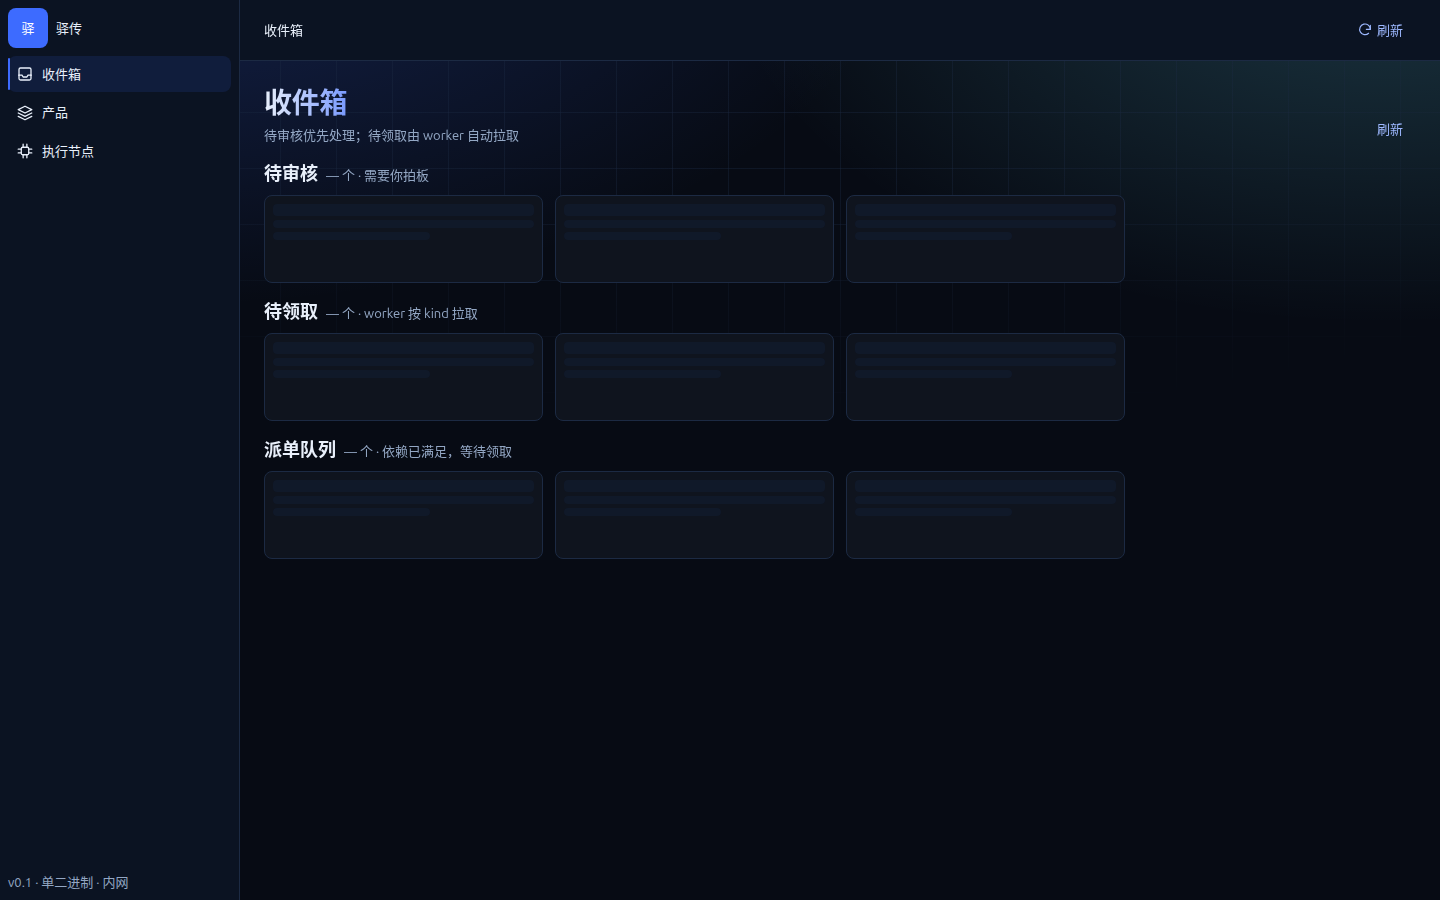 驿 驿传
收件箱
产品
执行节点
v0.1 · 单二进制 · 内网
收件箱
刷新
收件箱
待审核优先处理；待领取由 worker 自动拉取
刷新
待审核 — 个 · 需要你拍板
待领取 — 个 · worker 按 kind 拉取
派单队列 — 个 · 依赖已满足，等待领取